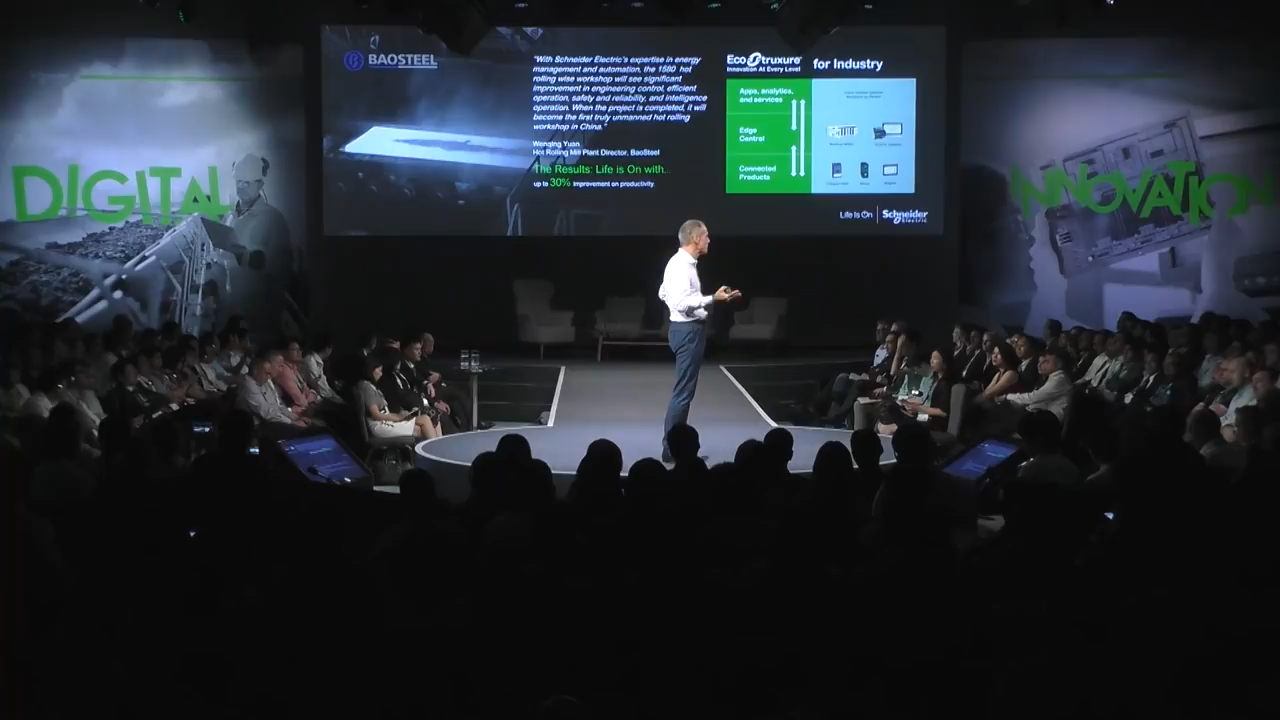 DIGITAL
BAOSTEEL
"With Schneider Electric's expertise in energy
management and automation, the 1580 hot
rolling wise workshop will see significant
improvement in engineering control, efficient
operation, safety and reliability, and intelligence
operation. When the project is completed, it will
become the first truly unmanned hot rolling
workshop in China."
Wenqing Yuan
Hot Rolling Mill Plant Director, BaoSteel
The Results: Life is On with...
up to 30% improvement on productivity.
EcoStruxure for Industry
Innovation At Every Level
Apps, analytics,
and services
Edge
Control
Connected
Products
Life Is On Schneider
Electric
INNOVATION